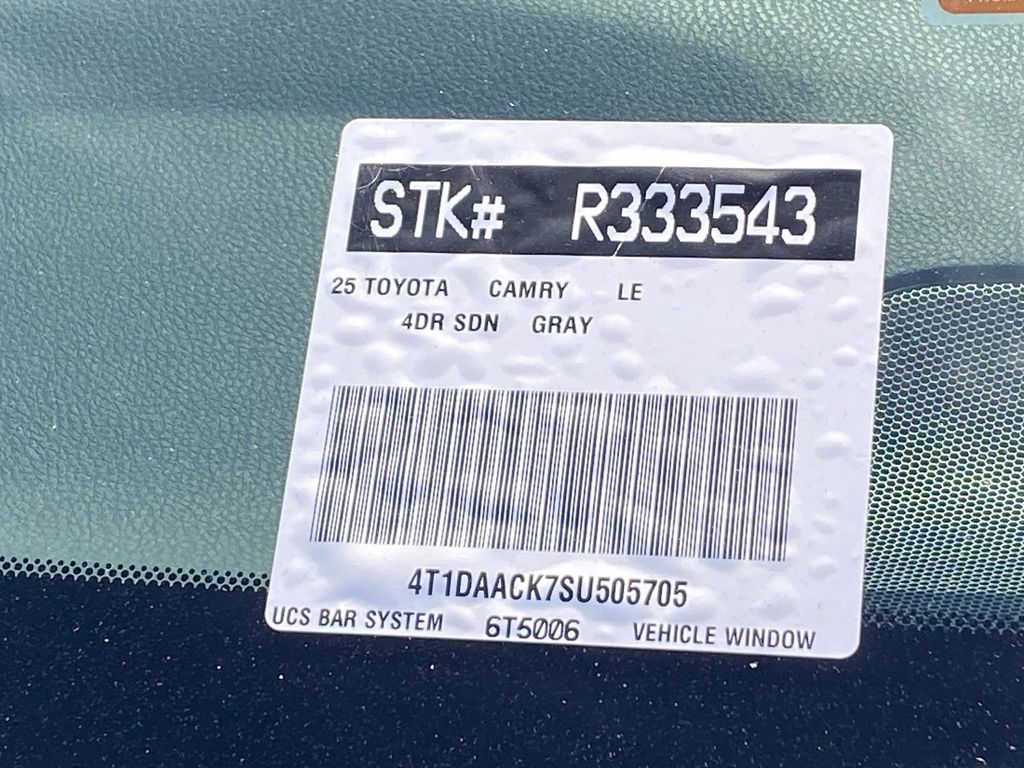 STK# R333543
25 TOYOTA CAMRY LE
4DR SDN GRAY
4T1DAACK7SU505705
UCS BAR SYSTEM 6T5006 VEHICLE WINDOW